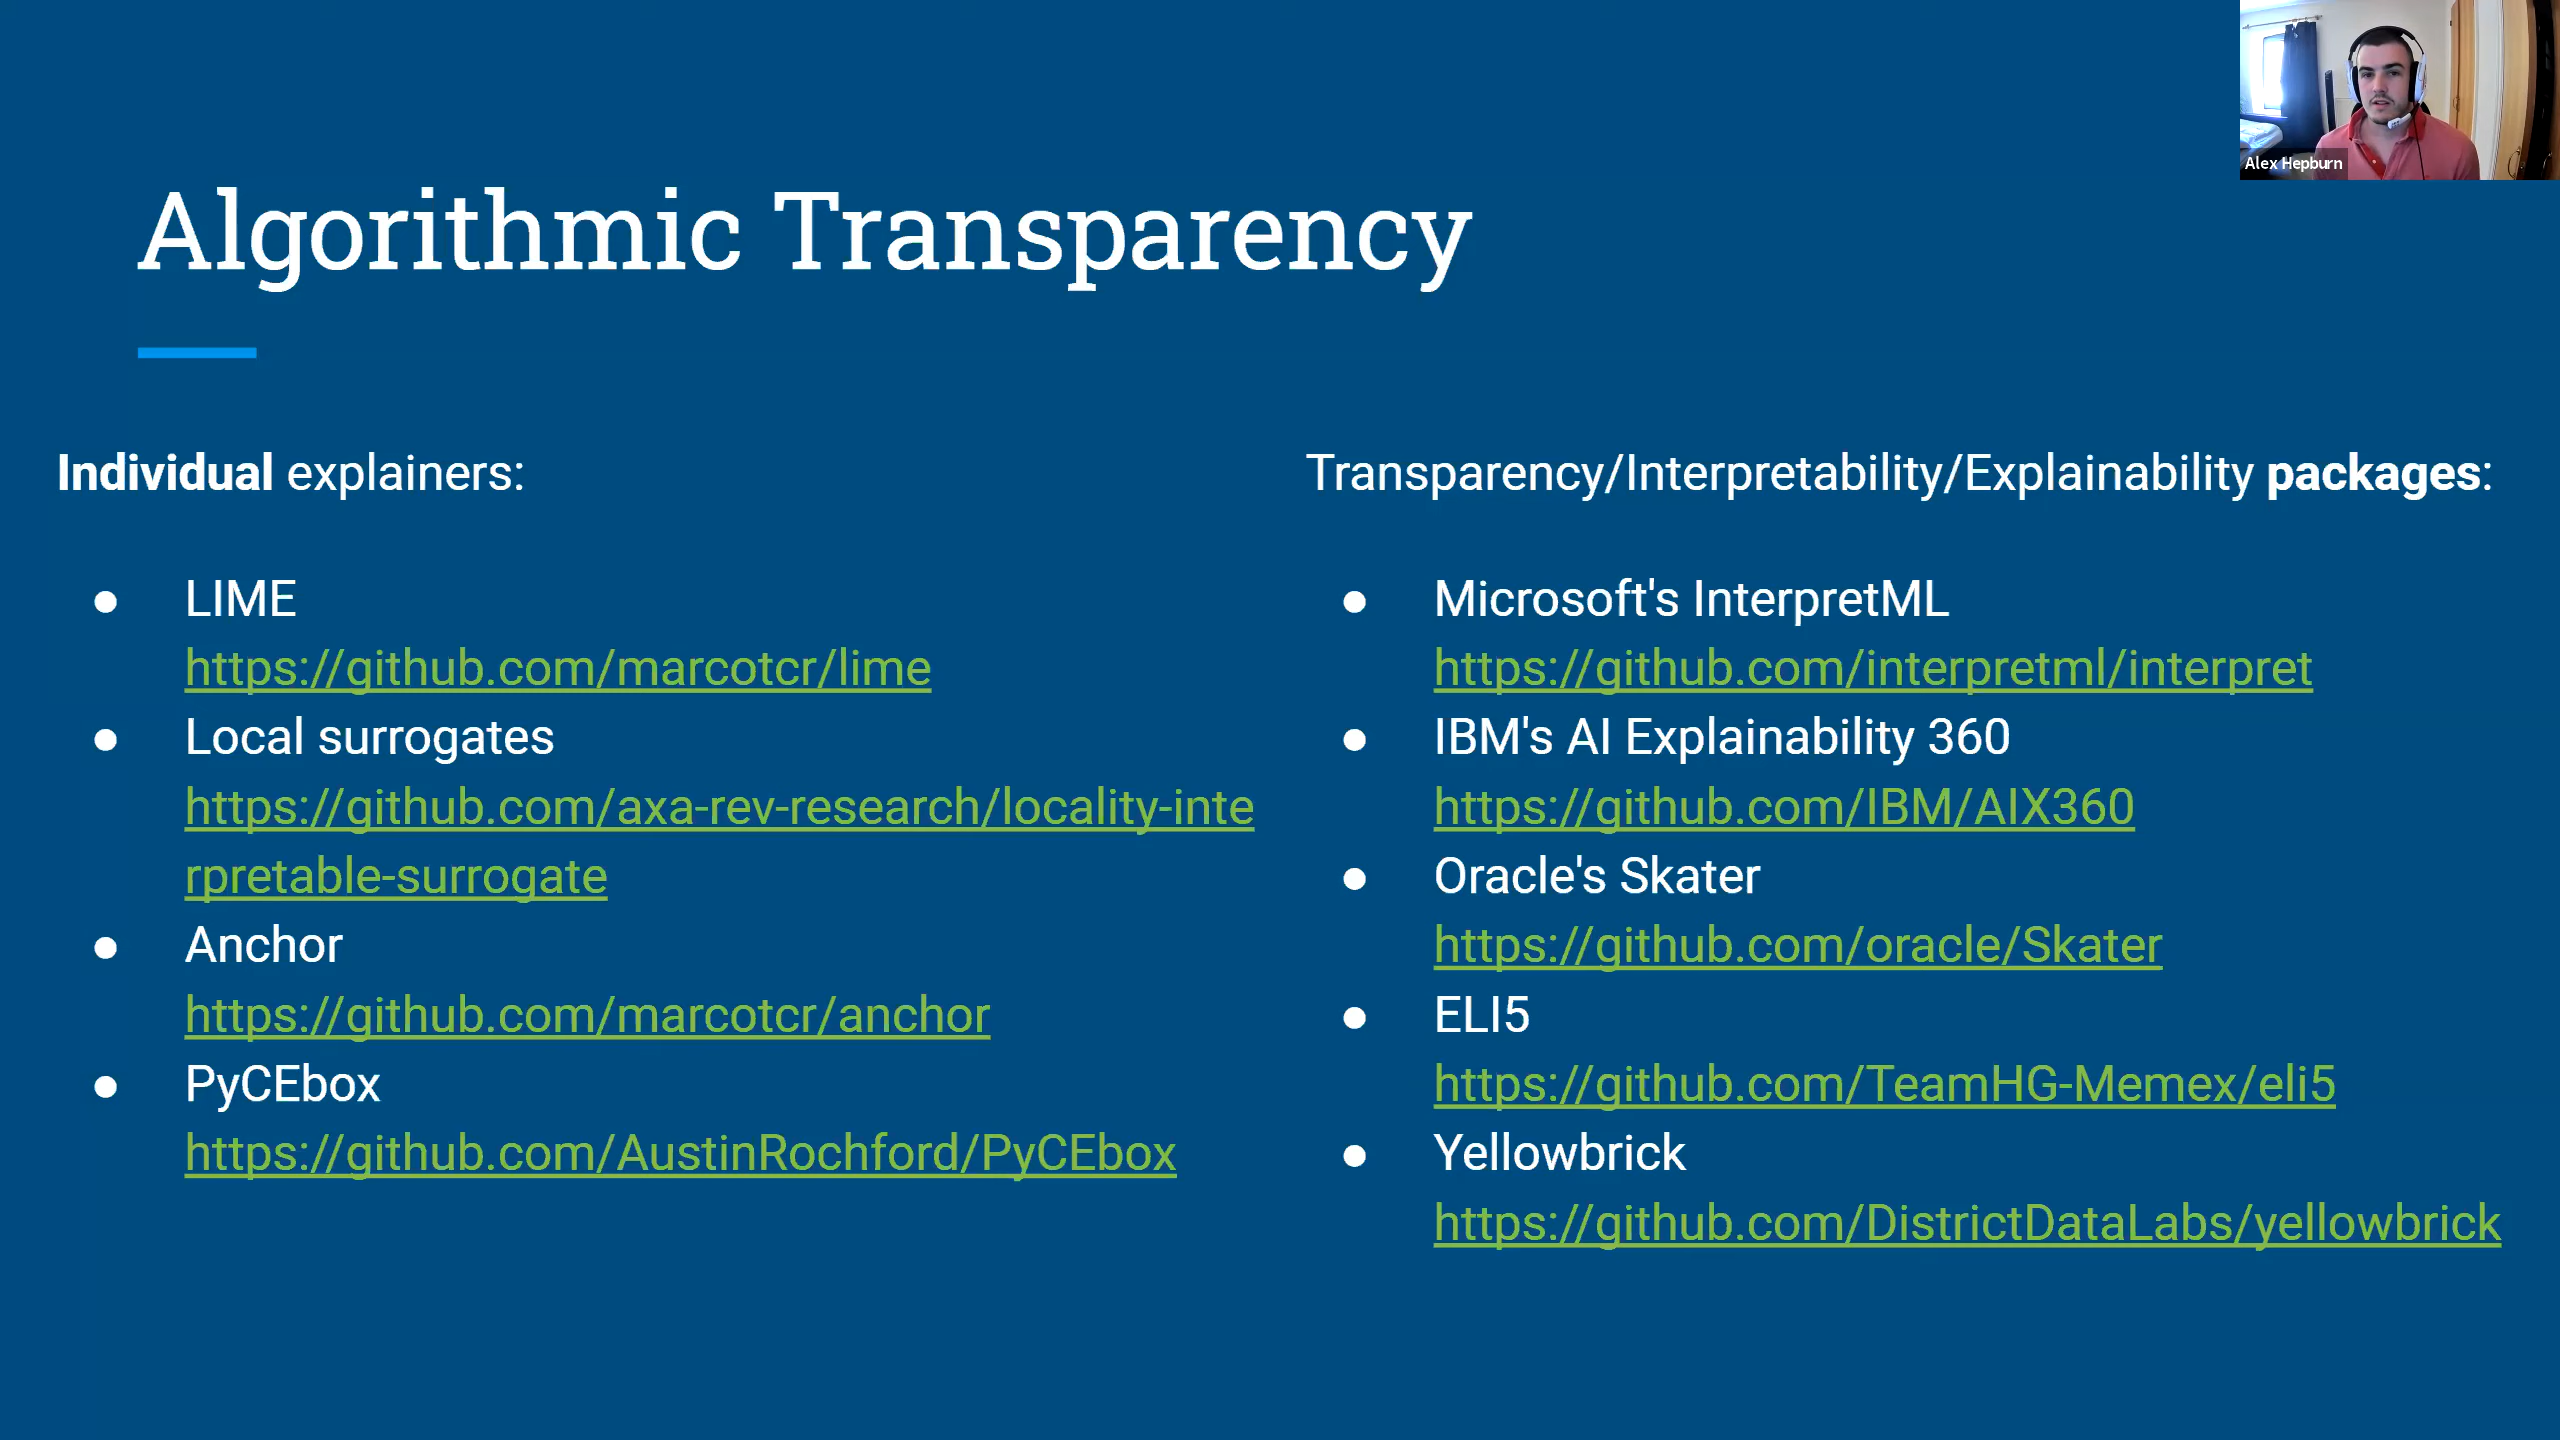 Alex Hepburn
Algorithmic Transparency
Individual explainers:
● LIME
https://github.com/marcotcr/lime
● Local surrogates
https://github.com/axa-rev-research/locality-inte
rpretable-surrogate
● Anchor
https://github.com/marcotcr/anchor
● PyCEbox
https://github.com/AustinRochford/PyCEbox
Transparency/Interpretability/Explainability packages:
● Microsoft's InterpretML
https://github.com/interpretml/interpret
● IBM's AI Explainability 360
https://github.com/IBM/AIX360
● Oracle's Skater
https://github.com/oracle/Skater
● ELI5
https://github.com/TeamHG-Memex/eli5
● Yellowbrick
https://github.com/DistrictDataLabs/yellowbrick